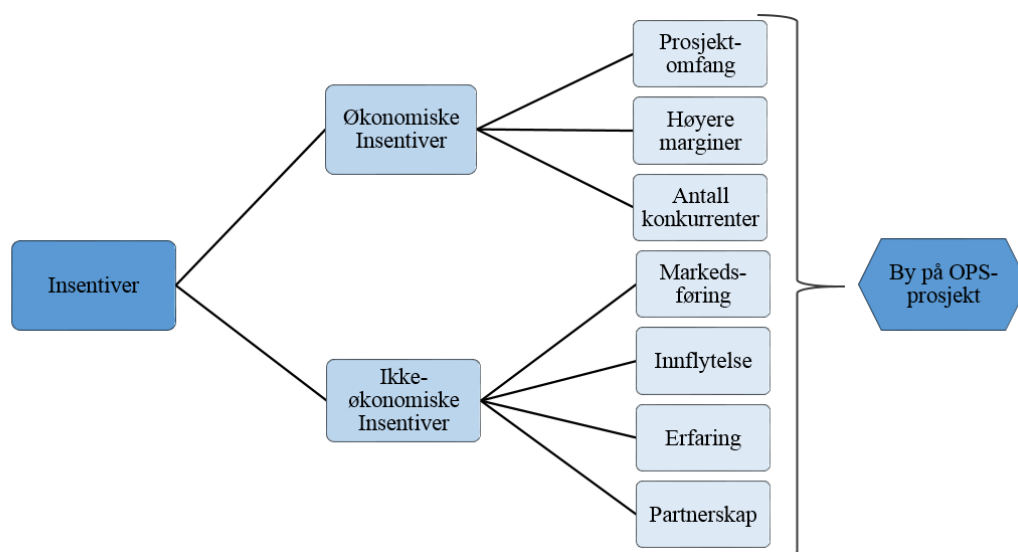 Insentiver
Økonomiske
Insentiver
Ikke-
økonomiske
Insentiver
Prosjekt-
omfang
Høyere
marginer
Antall
konkurrenter
Markeds-
føring
Innflytelse
Erfaring
Partnerskap
By på OPS-
prosjekt